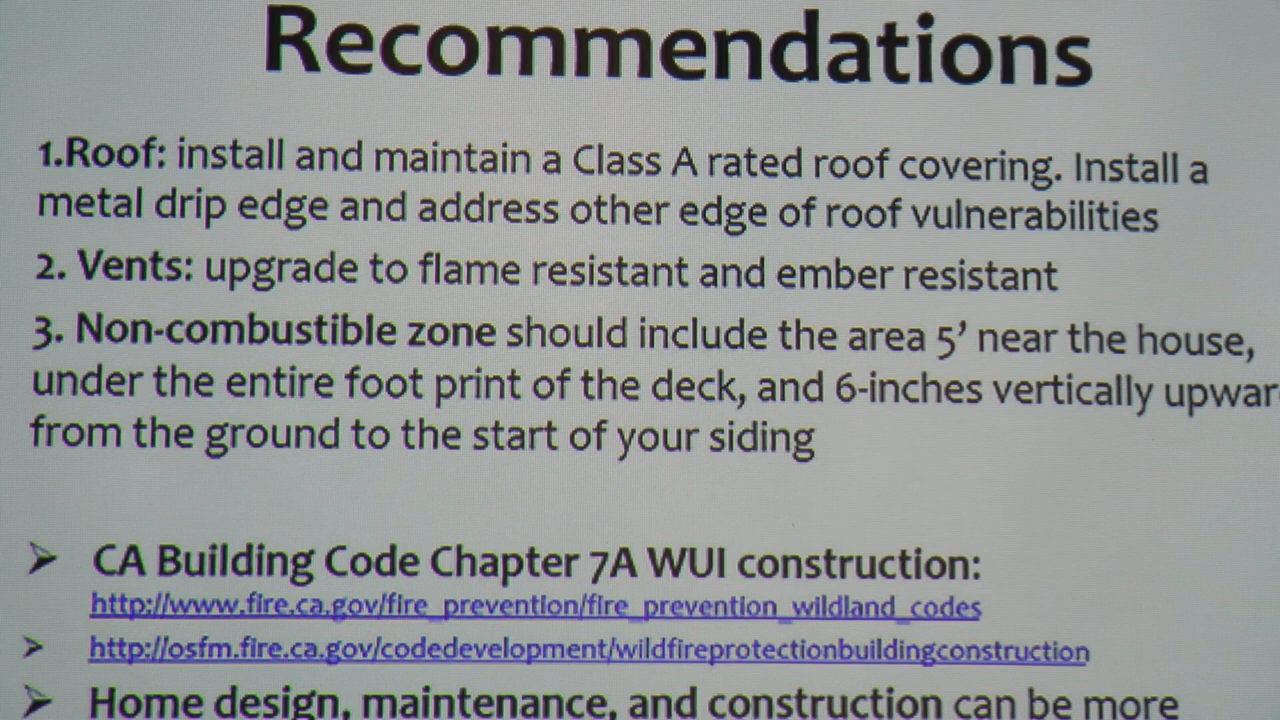 Recommendations
1.Roof: install and maintain a Class A rated roof covering. Install a
metal drip edge and address other edge of roof vulnerabilities
2. Vents: upgrade to flame resistant and ember resistant
3. Non-combustible zone should include the area 5’ near the house,
under the entire foot print of the deck, and 6-inches vertically upwar
from the ground to the start of your siding
➢ CA Building Code Chapter 7A WUI construction:
http://www.fire.ca.gov/fire_prevention/fire_prevention_wildland_codes
➢ http://osfm.fire.ca.gov/codedevelopment/wildfireprotectionbuildingconstruction
➢ Home design, maintenance, and construction can be more